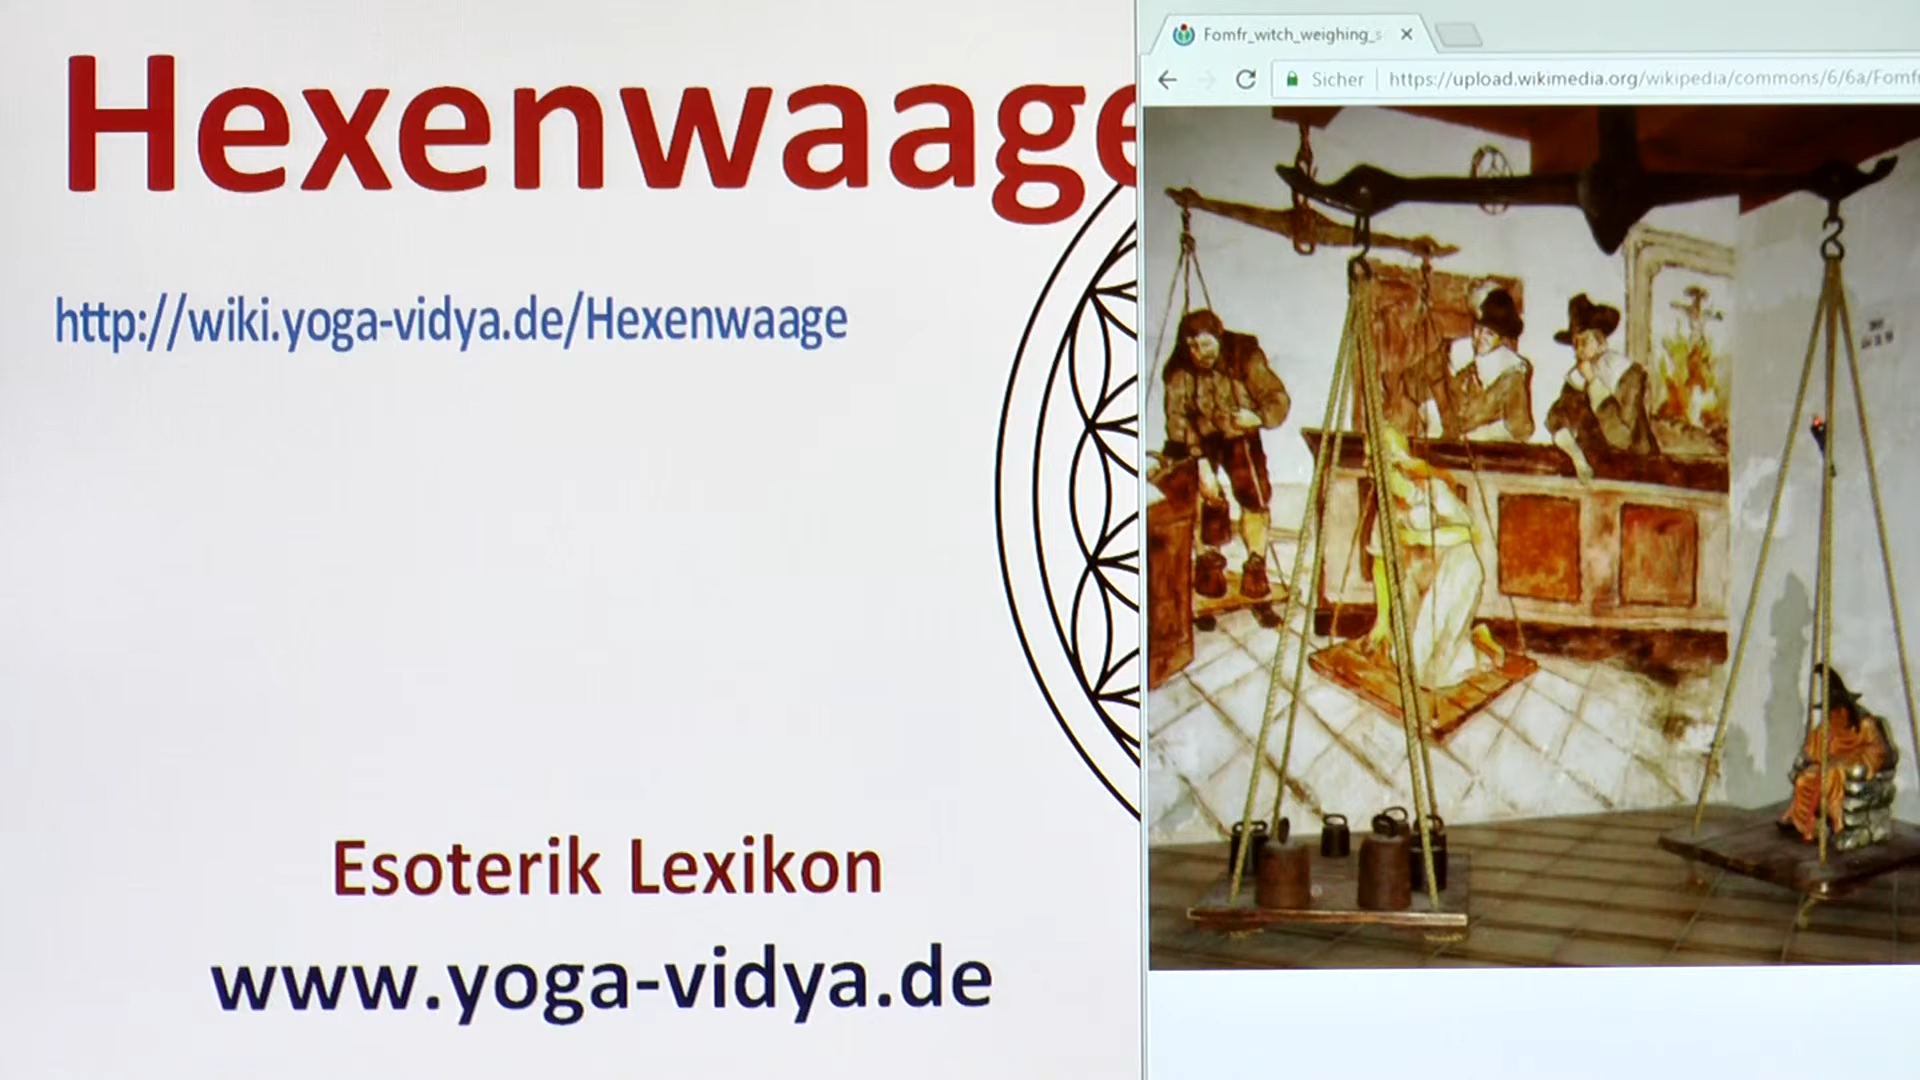 Hexenwaage
http://wiki.yoga-vidya.de/Hexenwaage
Esoterik Lexikon
www.yoga-vidya.de
Fomfr_witch_weighing_s
Sicher
https://upload.wikimedia.org/wikipedia/commons/6/6a/Fomfr